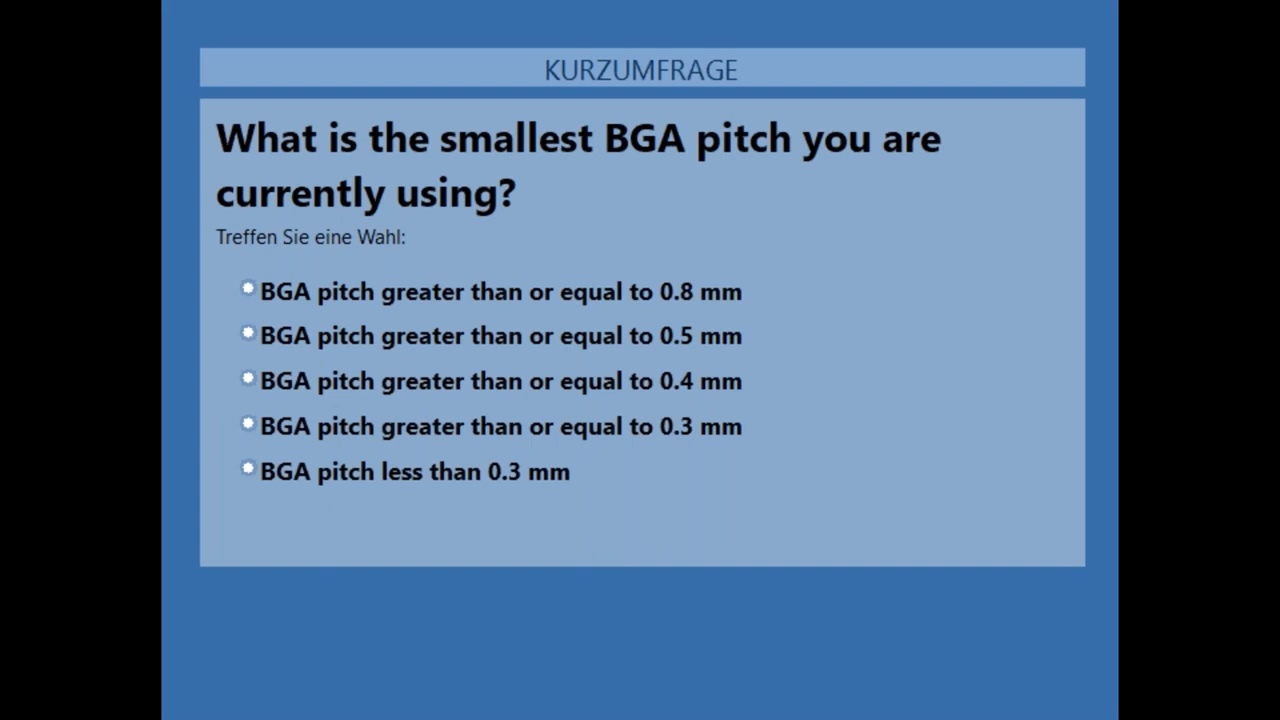 KURZUMFRAGE
What is the smallest BGA pitch you are
currently using?
Treffen Sie eine Wahl:
BGA pitch greater than or equal to 0.8 mm
BGA pitch greater than or equal to 0.5 mm
BGA pitch greater than or equal to 0.4 mm
BGA pitch greater than or equal to 0.3 mm
BGA pitch less than 0.3 mm